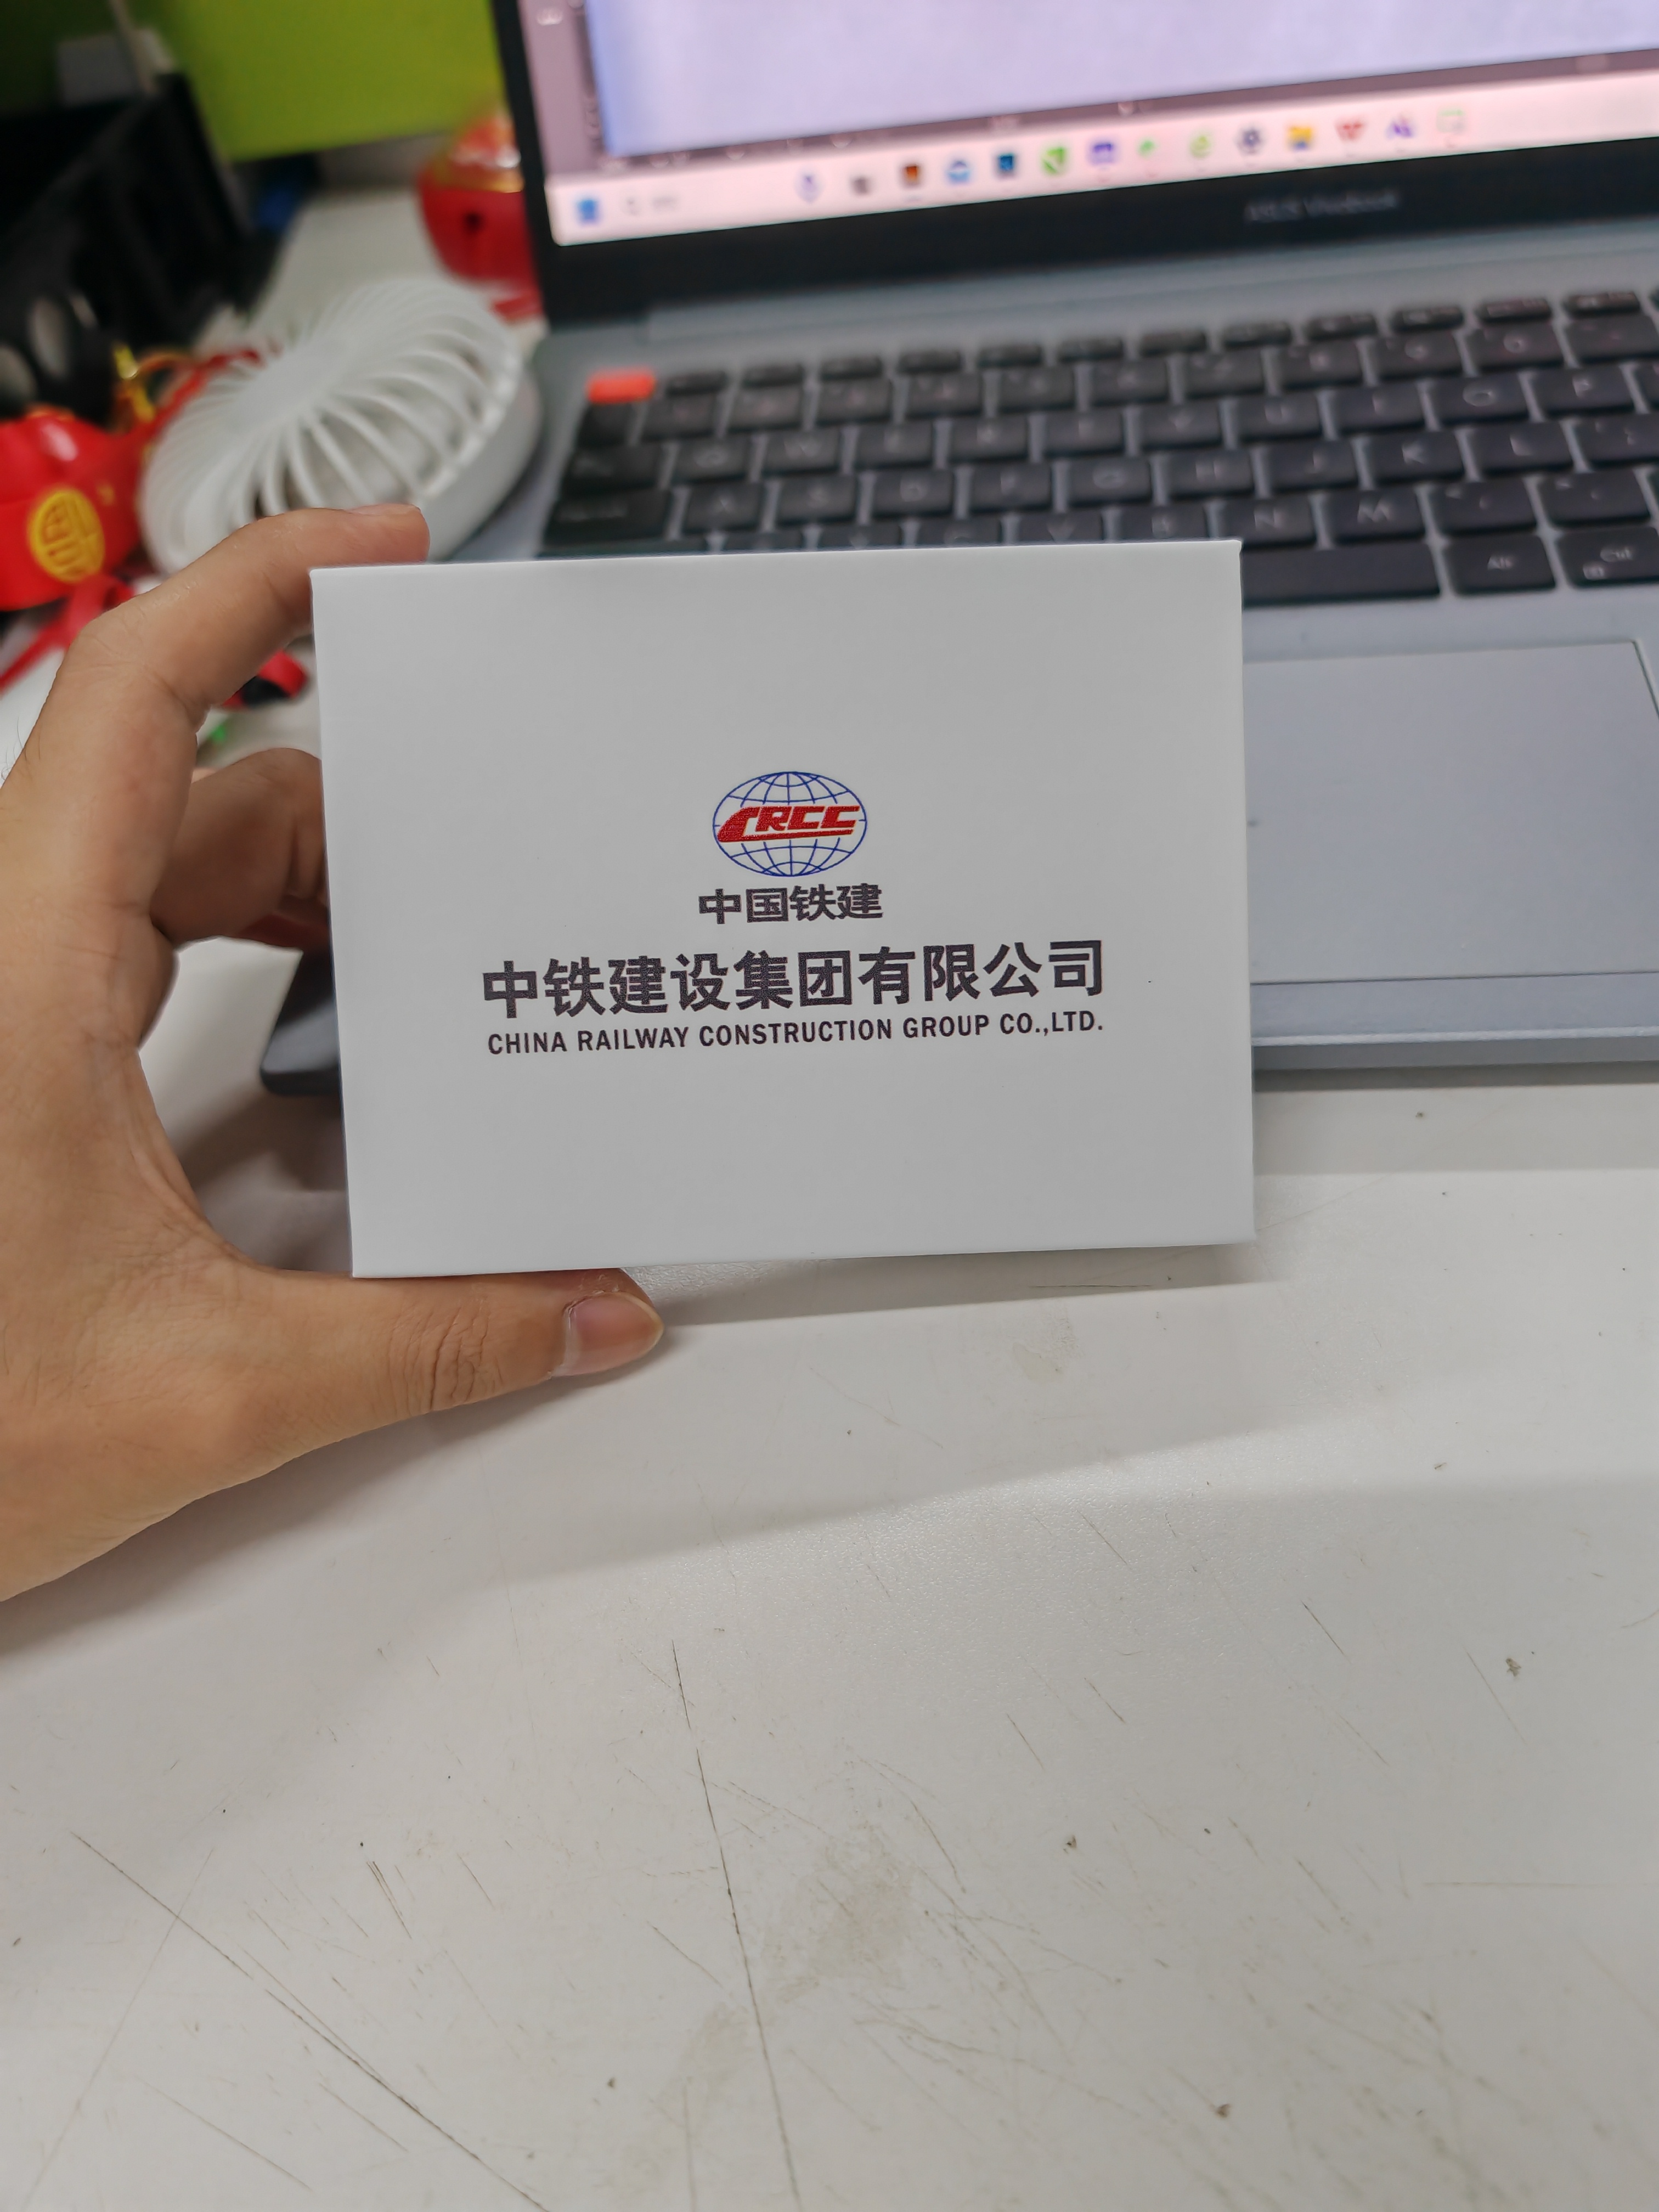 CRCC
中国铁建
中铁建设集团有限公司
CHINA RAILWAY CONSTRUCTION GROUP CO.,LTD.